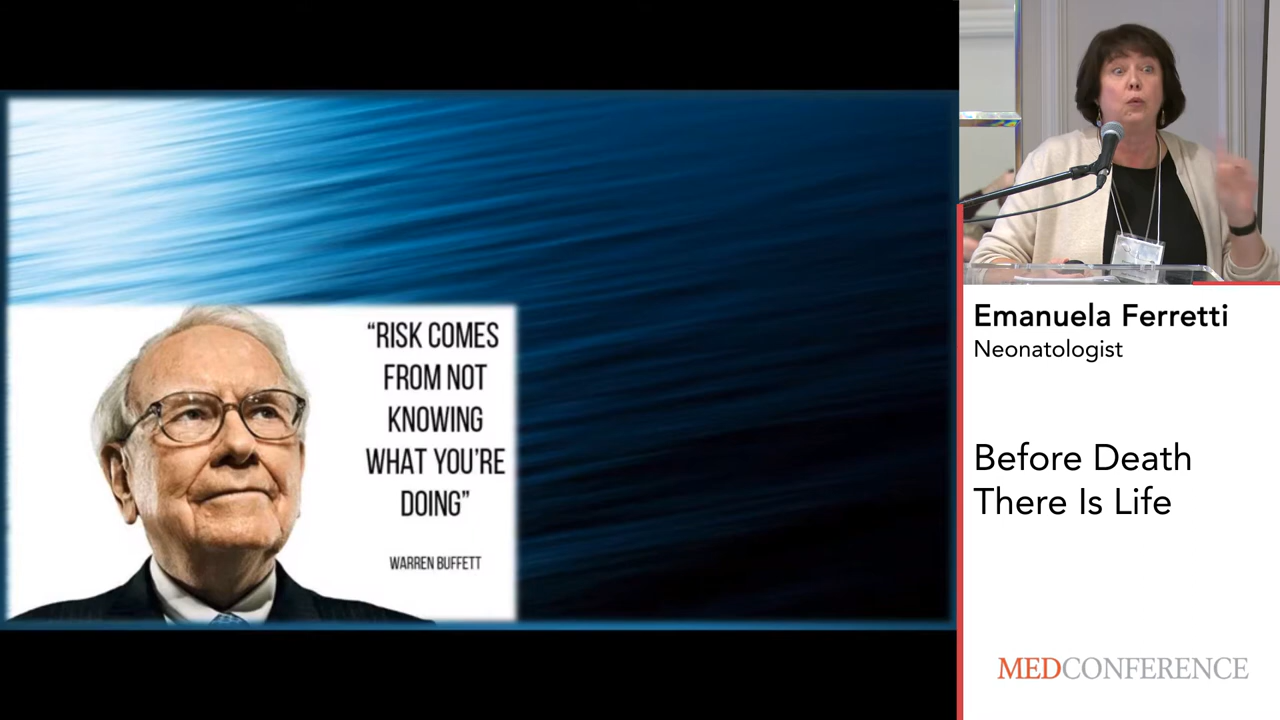 “RISK COMES
FROM NOT
KNOWING
WHAT YOU’RE
DOING”
WARREN BUFFETT
Emanuela Ferretti
Neonatologist
Before Death
There Is Life
MEDCONFERENCE